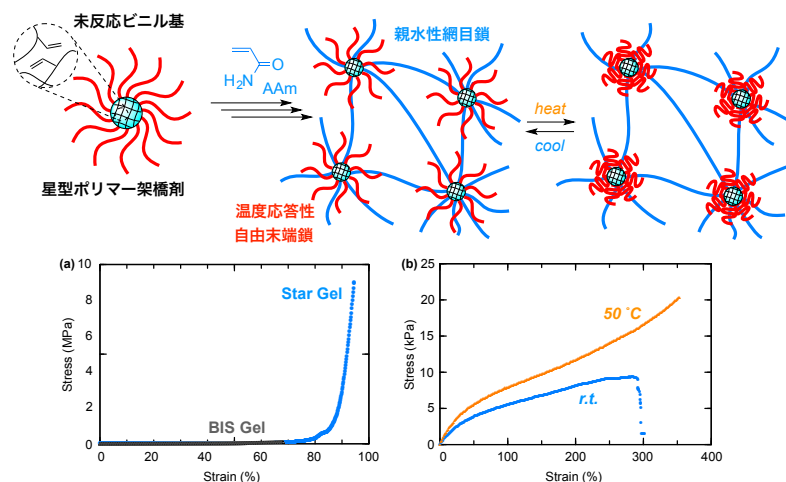 未反応ビニル基
星型ポリマー架橋剤
O
H2N
AAm
親水性網目鎖
温度応答性
自由末端鎖
heat
cool
(a)
10
8
6
4
2
0
Stress (MPa)
Star Gel
BIS Gel
0 20 40 60 80 100
Strain (%)
(b)
25
20
15
10
5
0
Stress (kPa)
50 ˚C
r.t.
0 100 200 300 400
Strain (%)